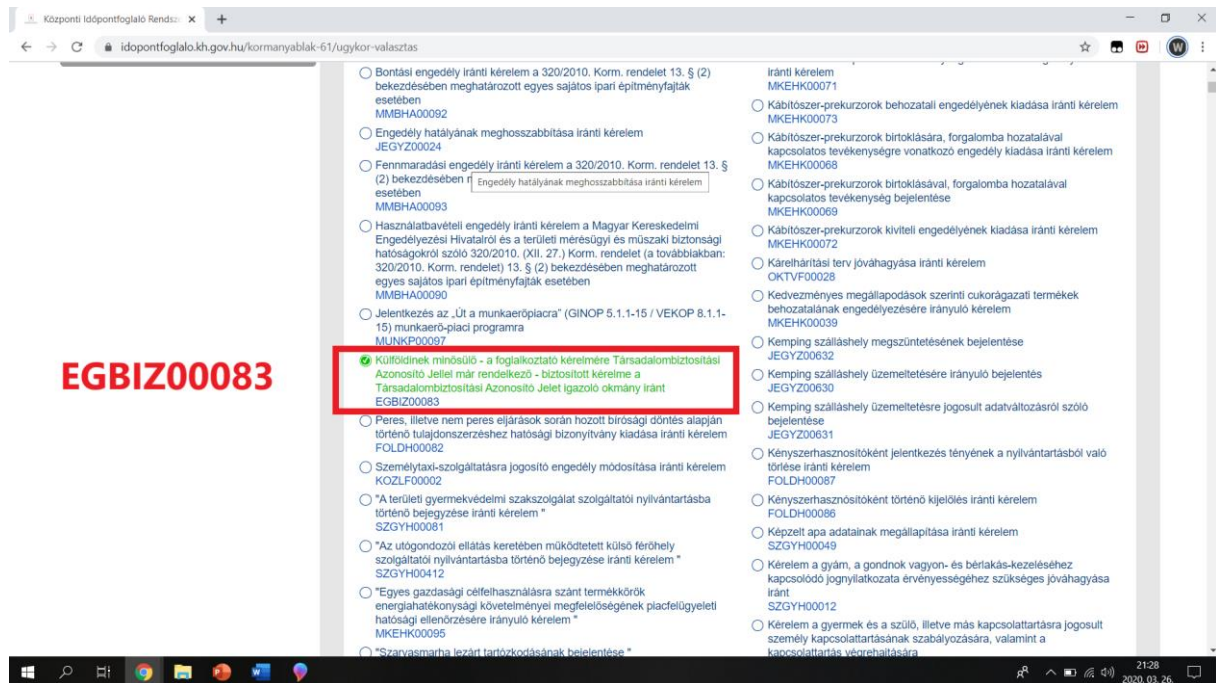 Központi Időpontfoglaló Rendsz
idopontfoglalo.kh.gov.hu/kormanyablak-61/ugykor-valasztas
W
Bontási engedély iránti kérelem a 320/2010. Korm. rendelet 13. § (2)
bekezdésében meghatározott egyes sajátos ipari építményfajták
esetében
MMBHA00092
Engedély hatályának meghosszabbítása iránti kérelem
JEGYZ00024
Fennmaradási engedély iránti kérelem a 320/2010. Korm. rendelet 13. §
(2) bekezdésében
Engedély hatályának meghosszabbítása iránti kérelem
esetében
MMBHA00093
Használatbavételi engedély iránti kérelem a Magyar Kereskedelmi
Engedélyezési Hivatalról és a területi mérésügyi és műszaki biztonsági
hatóságokról szóló 320/2010. (XII. 27.) Korm. rendelet (a továbbiakban:
320/2010. Korm. rendelet) 13. § (2) bekezdésében meghatározott
egyes sajátos ipari építményfajták esetében
MMBHA00090
Jelentkezés az „Út a munkaerőpiacra” (GINOP 5.1.1-15 / VEKOP 8.1.1-
15) munkaerő-piaci programra
MUNKP00097
EGBIZ00083
Külföldinek minősülő - a foglalkoztató kérelmére Társadalombiztosítási
Azonosító Jellel már rendelkező - biztosított kérelme a
Társadalombiztosítási Azonosító Jelet igazoló okmány iránt
EGBIZ00083
Peres, illetve nem peres eljárások során hozott bírósági döntés alapján
történő tulajdonszerzéshez hatósági bizonyítvány kiadása iránti kérelem
FOLDH00082
Személytaxi-szolgáltatásra jogosító engedély módosítása iránti kérelem
KOZLF00002
"A területi gyermekvédelmi szakszolgálat szolgáltatói nyilvántartásba
történő bejegyzése iránti kérelem "
SZGYH00081
"Az utógondozói ellátás keretében működtetett külső férőhely
szolgáltatói nyilvántartásba történő bejegyzése iránti kérelem "
SZGYH00412
"Egyes gazdasági célfelhasználásra szánt termékkörök
energiahatékonysági követelményei megfelelőségének piacfelügyeleti
hatósági ellenőrzésére irányuló kérelem "
MKEHK00095
"Szarvasmarha lezárt tartózkodásának bejelentése "
iránti kérelem
MKEHK00071
Kábítószer-prekurzorok behozatali engedélyének kiadása iránti kérelem
MKEHK00073
Kábítószer-prekurzorok birtoklására, forgalomba hozatalával
kapcsolatos tevékenységre vonatkozó engedély kiadása iránti kérelem
MKEHK00068
Kábítószer-prekurzorok birtoklásával, forgalomba hozatalával
kapcsolatos tevékenység bejelentése
MKEHK00069
Kábítószer-prekurzorok kiviteli engedélyének kiadása iránti kérelem
MKEHK00072
Kárelhárítási terv jóváhagyása iránti kérelem
OKTVF00028
Kedvezményes megállapodások szerinti cukorágazati termékek
behozatalának engedélyezésére irányuló kérelem
MKEHK00039
Kemping szálláshely megszüntetésének bejelentése
JEGYZ00632
Kemping szálláshely üzemeltetésére irányuló bejelentés
JEGYZ00630
Kemping szálláshely üzemeltetésre jogosult adatváltozásról szóló
bejelentése
JEGYZ00631
Kényszerhasznosítóként jelentkezés tényének a nyilvántartásból való
törlése iránti kérelem
FOLDH00087
Kényszerhasznosítóként történő kijelölés iránti kérelem
FOLDH00086
Képzelt apa adatainak megállapítása iránti kérelem
SZGYH00049
Kérelem a gyám, a gondnok vagyon- és bérlakás-kezeléséhez
kapcsolódó jognyilatkozata érvényességéhez szükséges jóváhagyása
iránt
SZGYH00012
Kérelem a gyermek és a szülő, illetve más kapcsolattartásra jogosult
személy kapcsolattartásának szabályozására, valamint a
kapcsolattartás végrehajtására
21:28
2020. 03. 26.